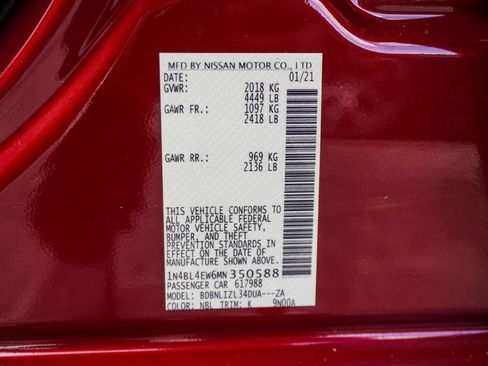 MFD BY NISSAN MOTOR CO., LTD
DATE: 01/21
GVWR: 2018 KG
4449 LB
GAWR FR.: 1097 KG
2418 LB
GAWR RR.: 969 KG
2136 LB
THIS VEHICLE CONFORMS TO
ALL APPLICABLE FEDERAL
MOTOR VEHICLE SAFETY,
BUMPER, AND THEFT
PREVENTION STANDARDS IN
EFFECT ON THE DATE OF
MANUFACTURE SHOWN ABOVE.
1N4BL4EW6MN350588
PASSENGER CAR 617988
MODEL: BDBNLIZL34DUA---ZA
COLOR: NBL TRIM: K 9N00A